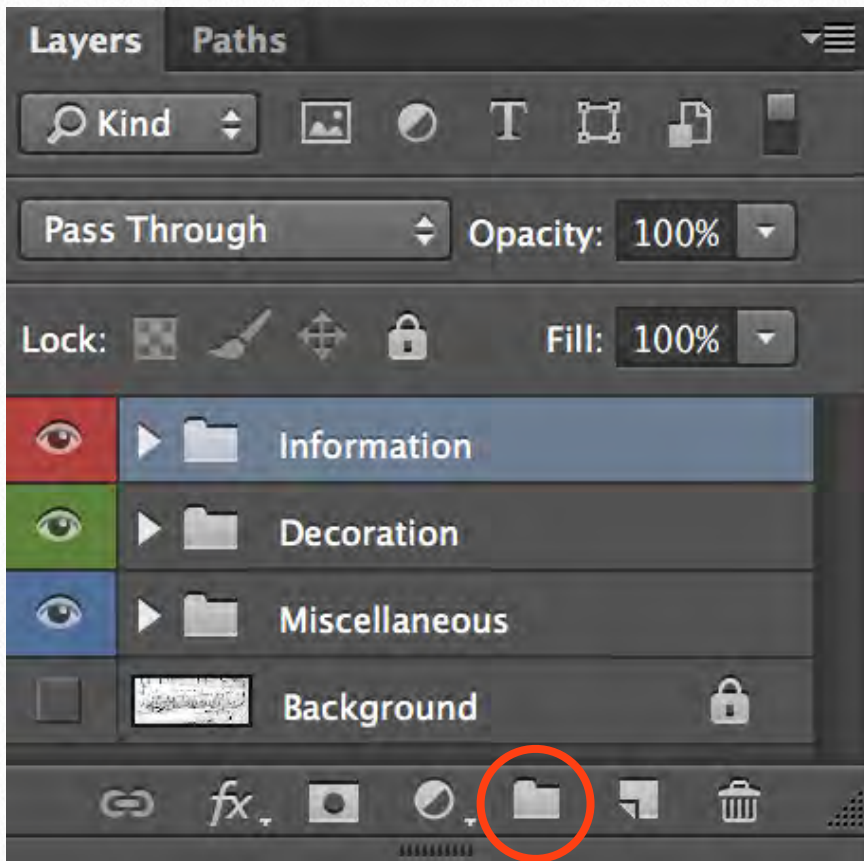 Layers Paths
Kind T
Pass Through Opacity: 100%
Lock: Fill: 100%
Information
Decoration
Miscellaneous
Background
fx